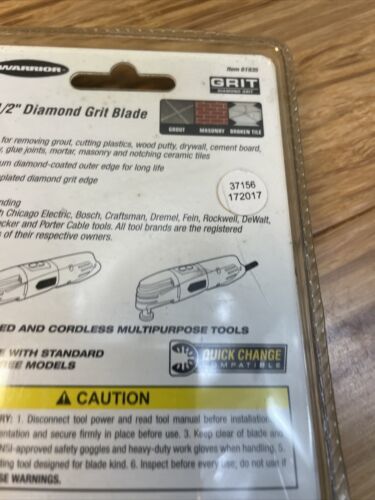 WARRIOR
Item 61835
GRIT
DIAMOND GRIT
1/2" Diamond Grit Blade
GROUT MASONRY BROKEN TILE
for removing grout, cutting plastics, wood putty, drywall, cement board,
glue joints, mortar, masonry and notching ceramic tiles
um diamond-coated outer edge for long life
plated diamond grit edge
37156
172017
nding
h Chicago Electric, Bosch, Craftsman, Dremel, Fein, Rockwell, DeWalt,
cker and Porter Cable tools. All tool brands are the registered
s of their respective owners.
ED AND CORDLESS MULTIPURPOSE TOOLS
E WITH STANDARD
REE MODELS
QUICK CHANGE
COMPATIBLE
CAUTION
RY: 1. Disconnect tool power and read tool manual before installation
entation and secure firmly in place before use. 3. Keep clear of blade and
NSI-approved safety goggles and heavy-duty work gloves when handling. 5.
ting tool designed for blade kind. 6. Inspect before every use, do not use if
SE WARNINGS.